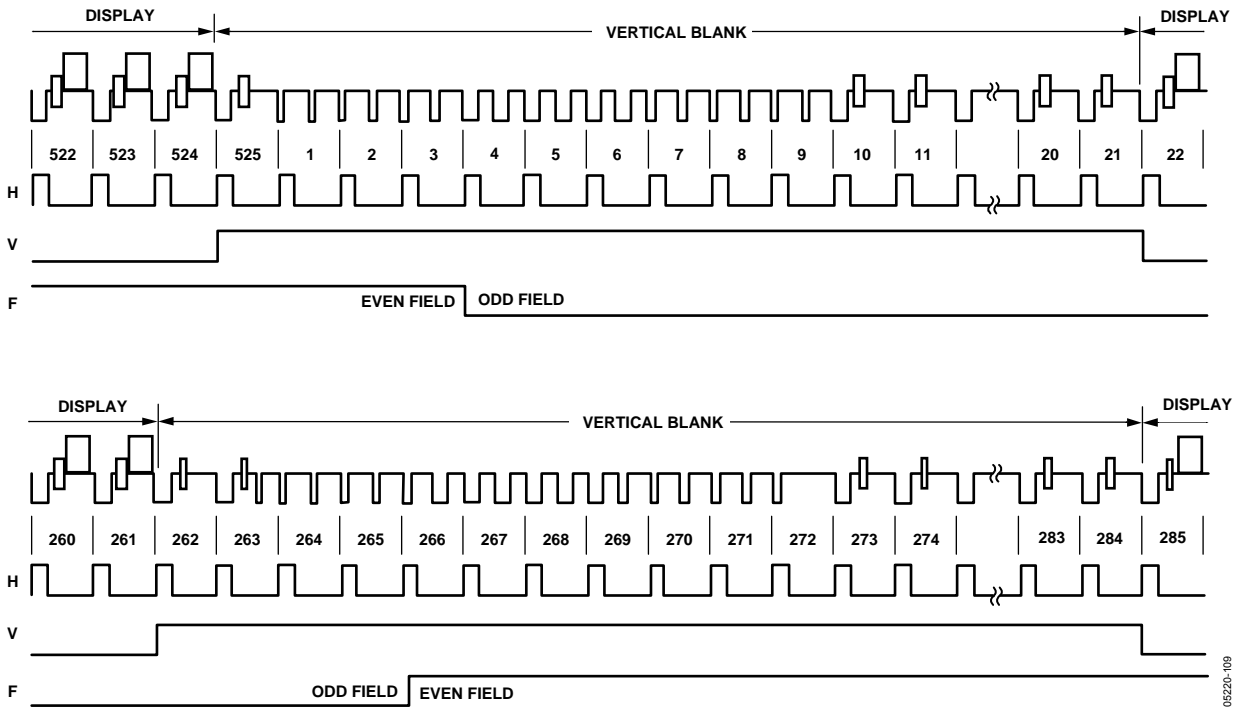 DISPLAY VERTICAL BLANK DISPLAY
522 523 524 525 1 2 3 4 5 6 7 8 9 10 11 20 21 22
H
V
F EVEN FIELD ODD FIELD
DISPLAY VERTICAL BLANK DISPLAY
260 261 262 263 264 265 266 267 268 269 270 271 272 273 274 283 284 285
H
V
F ODD FIELD EVEN FIELD
05220-109